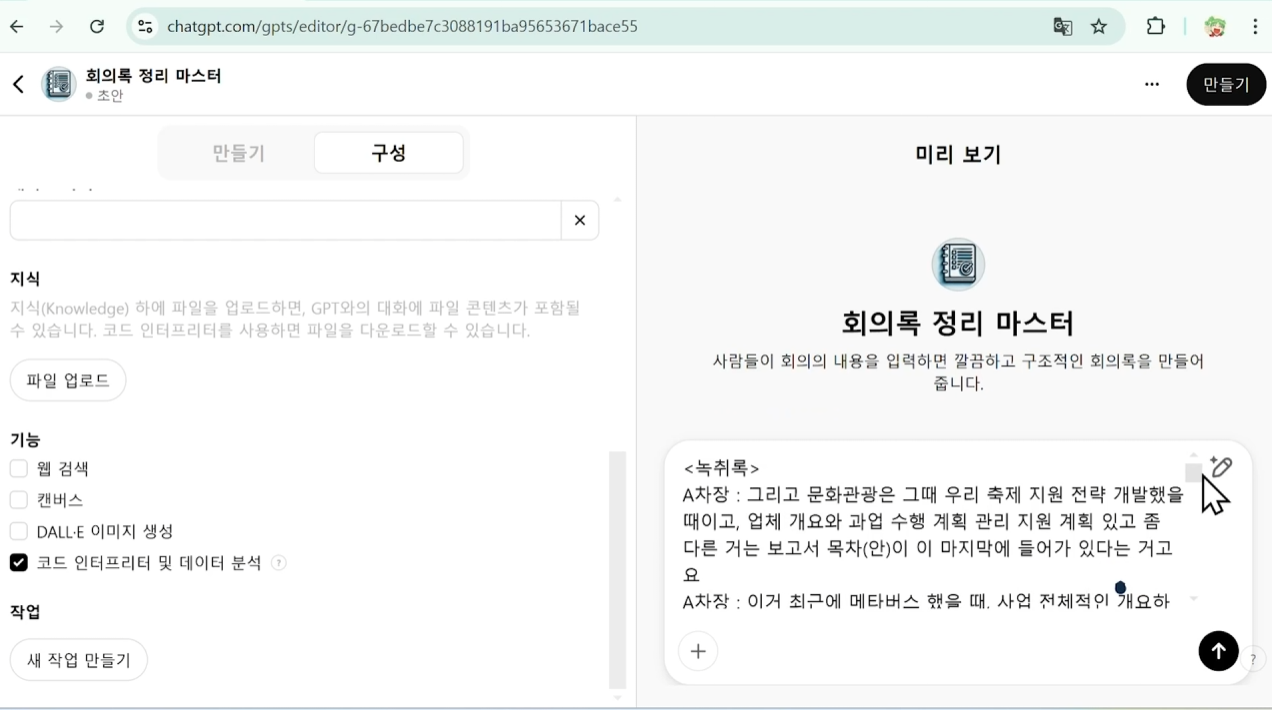 chatgpt.com/gpts/editor/g-67bedbe7c3088191ba95653671bace55
회의록 정리 마스터
초안
만들기
만들기
구성
미리 보기
지식
지식(Knowledge) 하에 파일을 업로드하면, GPT와의 대화에 파일 콘텐츠가 포함될
수 있습니다. 코드 인터프리터를 사용하면 파일을 다운로드할 수 있습니다.
파일 업로드
기능
웹 검색
캔버스
DALL·E 이미지 생성
코드 인터프리터 및 데이터 분석 ?
작업
새 작업 만들기
회의록 정리 마스터
사람들이 회의의 내용을 입력하면 깔끔하고 구조적인 회의록을 만들어
줍니다.
<녹취록>
A차장 : 그리고 문화관광은 그때 우리 축제 지원 전략 개발했을
때이고, 업체 개요와 과업 수행 계획 관리 지원 계획 있고 좀
다른 거는 보고서 목차(안)이 이 마지막에 들어가 있다는 거고
요
A차장 : 이거 최근에 메타버스 했을 때, 사업 전체적인 개요하
?